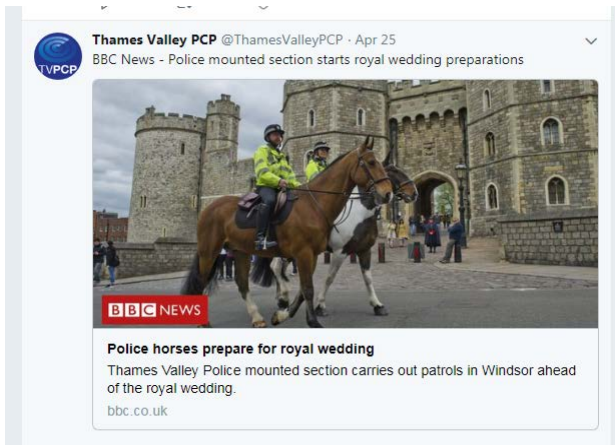 Thames Valley PCP @ThamesValleyPCP · Apr 25
TVPCP
BBC News - Police mounted section starts royal wedding preparations
BBC NEWS
Police horses prepare for royal wedding
Thames Valley Police mounted section carries out patrols in Windsor ahead
of the royal wedding.
bbc.co.uk